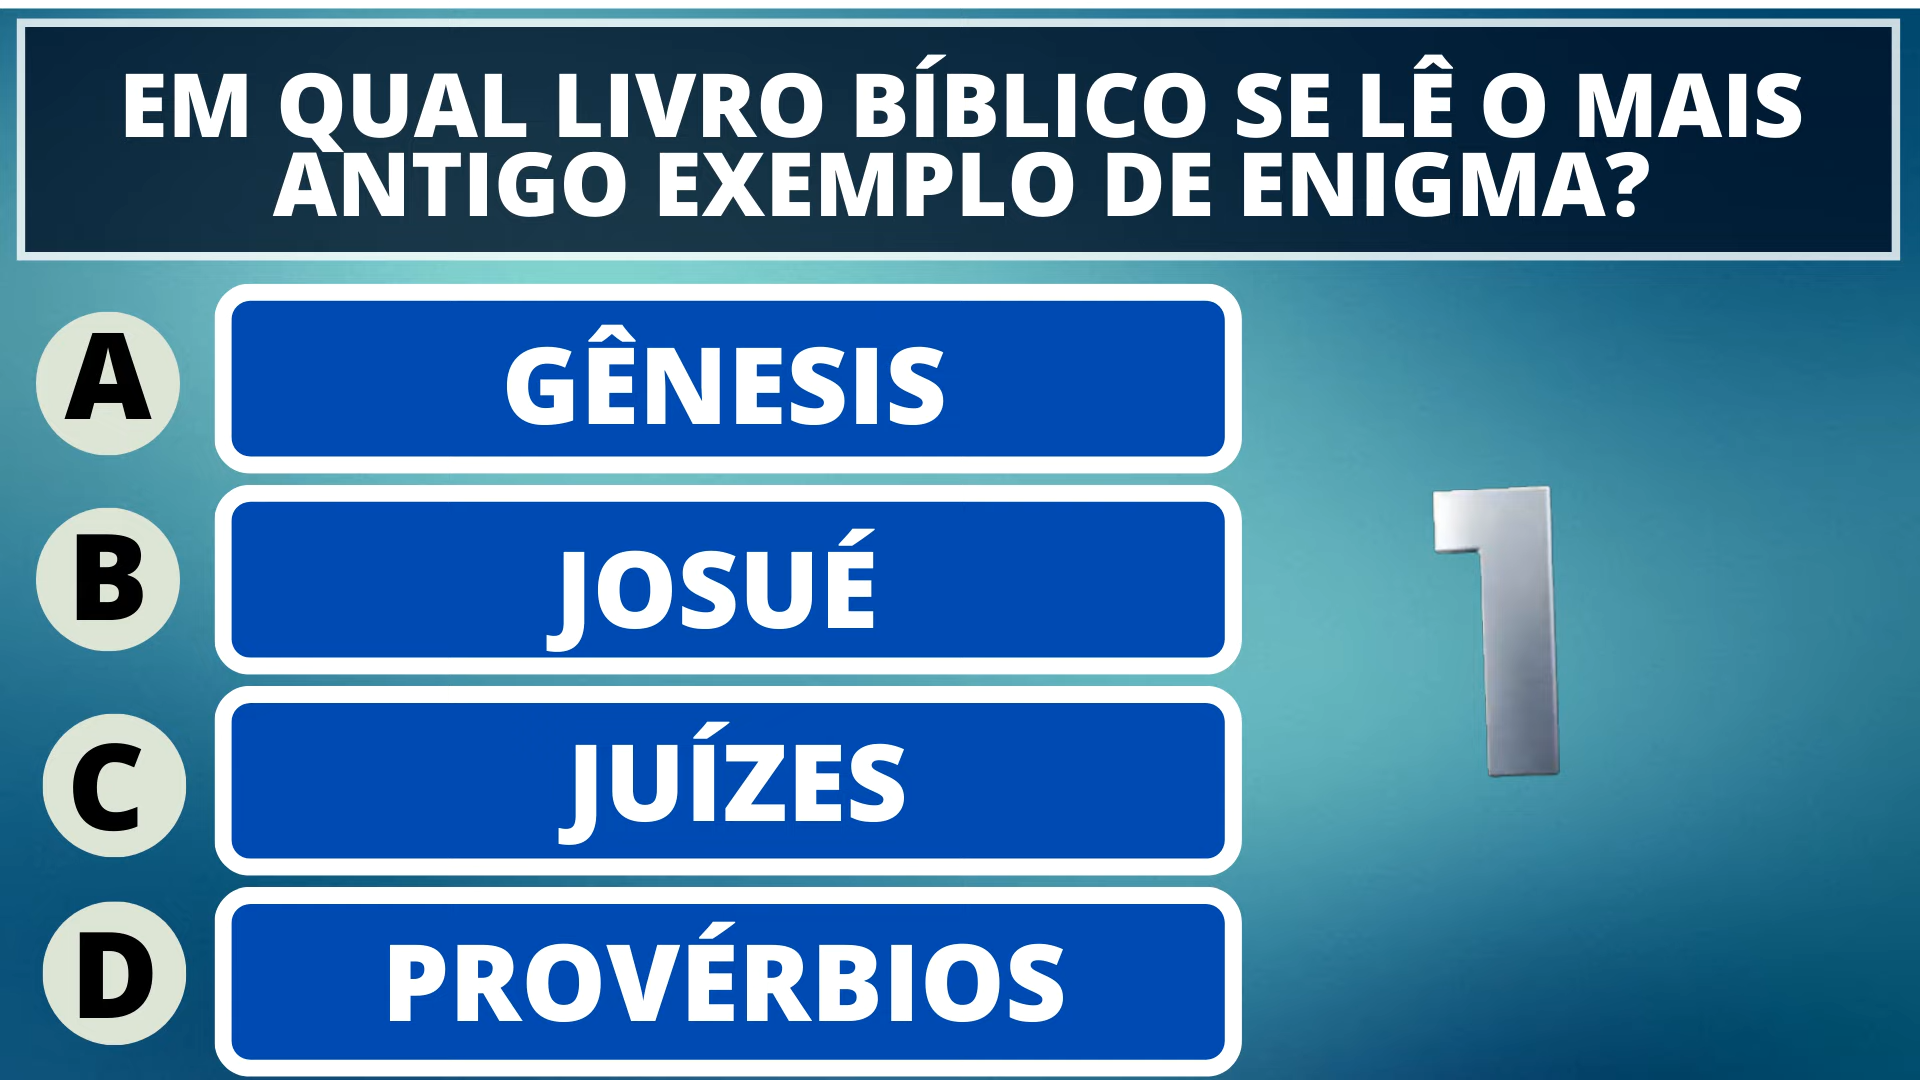 EM QUAL LIVRO BÍBLICO SE LÊ O MAIS
ANTIGO EXEMPLO DE ENIGMA?
A
GÊNESIS
B
JOSUÉ
C
JUÍZES
D
PROVÉRBIOS
1